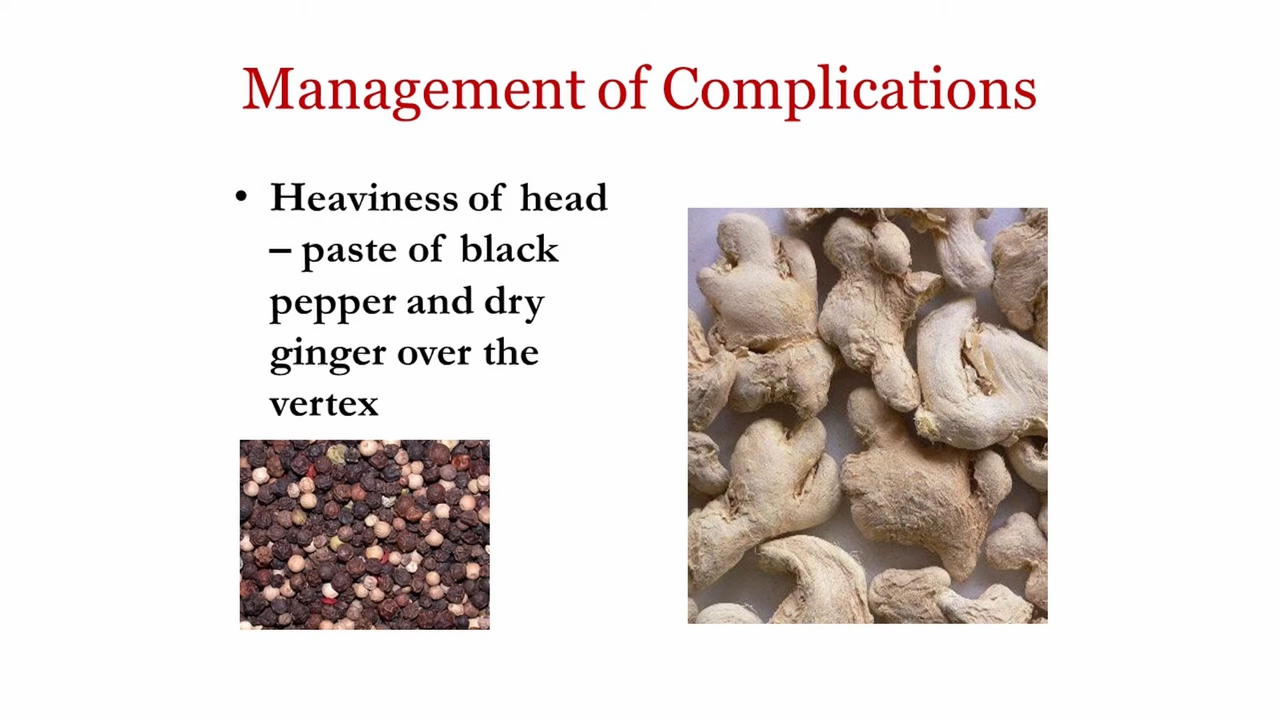 Management of Complications
• Heaviness of head
– paste of black
pepper and dry
ginger over the
vertex